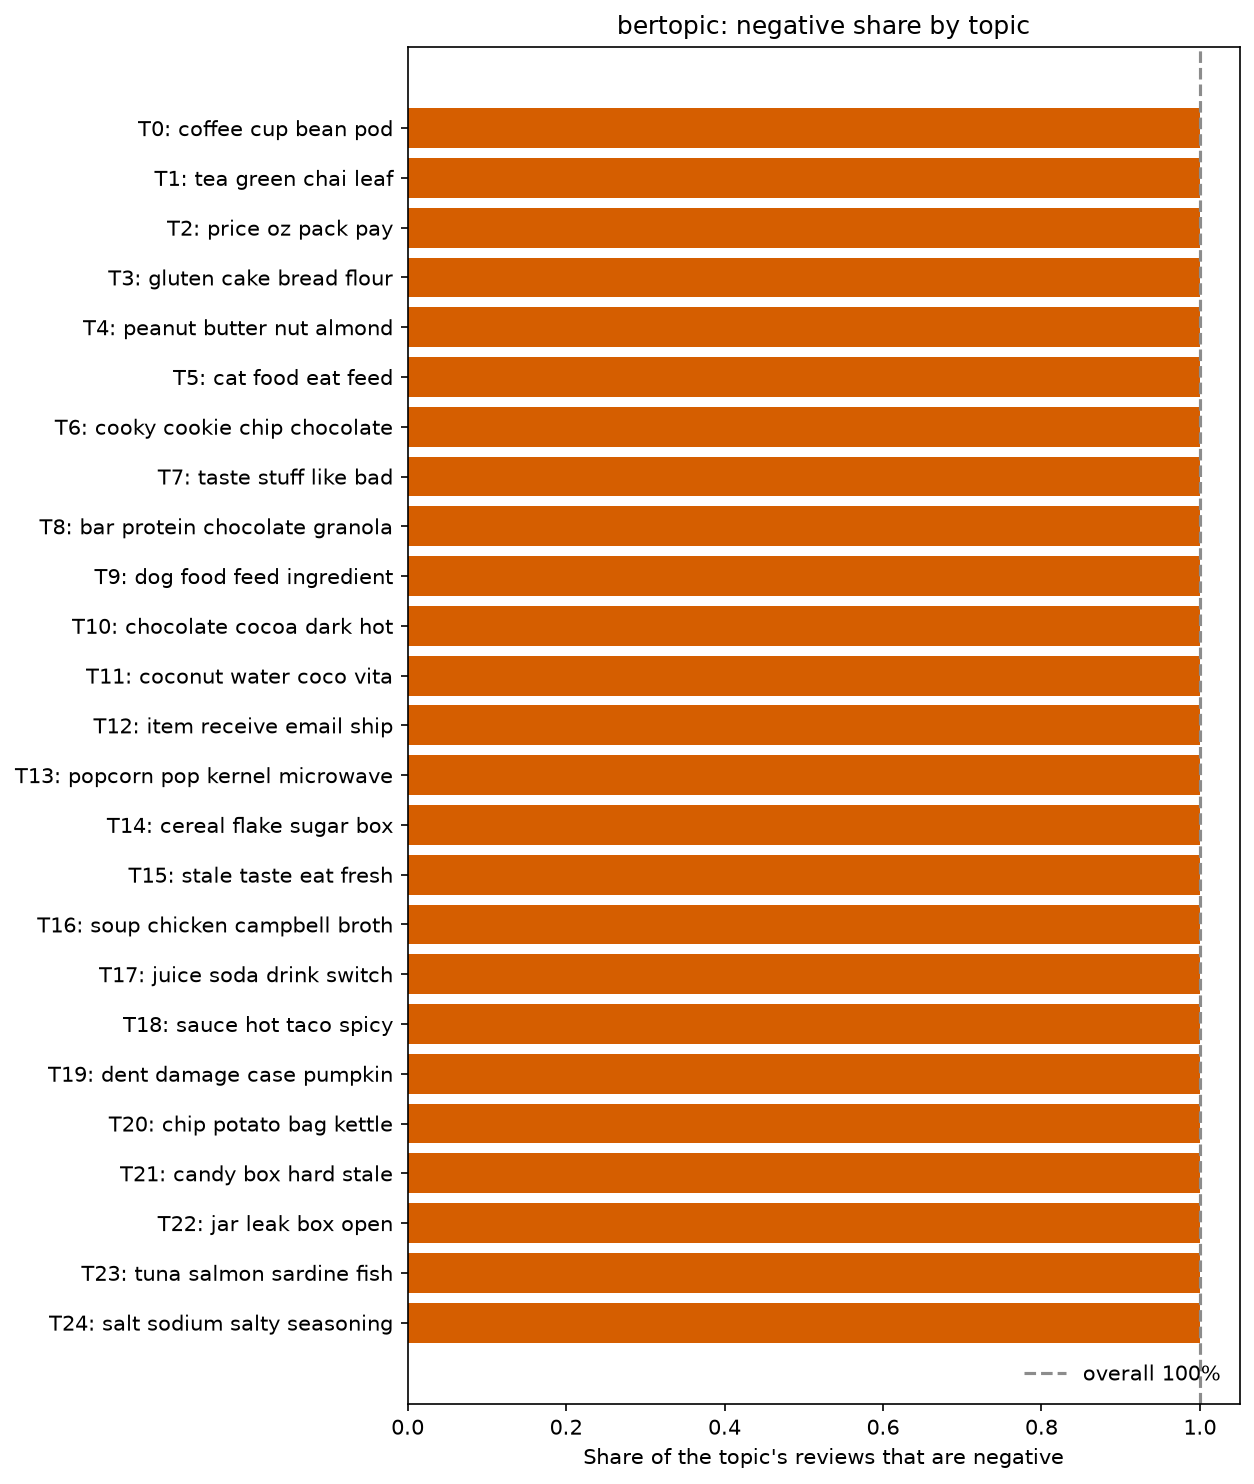 bertopic: negative share by topic
T0: coffee cup bean pod
T1: tea green chai leaf
T2: price oz pack pay
T3: gluten cake bread flour
T4: peanut butter nut almond
T5: cat food eat feed
T6: cooky cookie chip chocolate
T7: taste stuff like bad
T8: bar protein chocolate granola
T9: dog food feed ingredient
T10: chocolate cocoa dark hot
T11: coconut water coco vita
T12: item receive email ship
T13: popcorn pop kernel microwave
T14: cereal flake sugar box
T15: stale taste eat fresh
T16: soup chicken campbell broth
T17: juice soda drink switch
T18: sauce hot taco spicy
T19: dent damage case pumpkin
T20: chip potato bag kettle
T21: candy box hard stale
T22: jar leak box open
T23: tuna salmon sardine fish
T24: salt sodium salty seasoning
overall 100%
0.0 0.2 0.4 0.6 0.8 1.0
Share of the topic's reviews that are negative